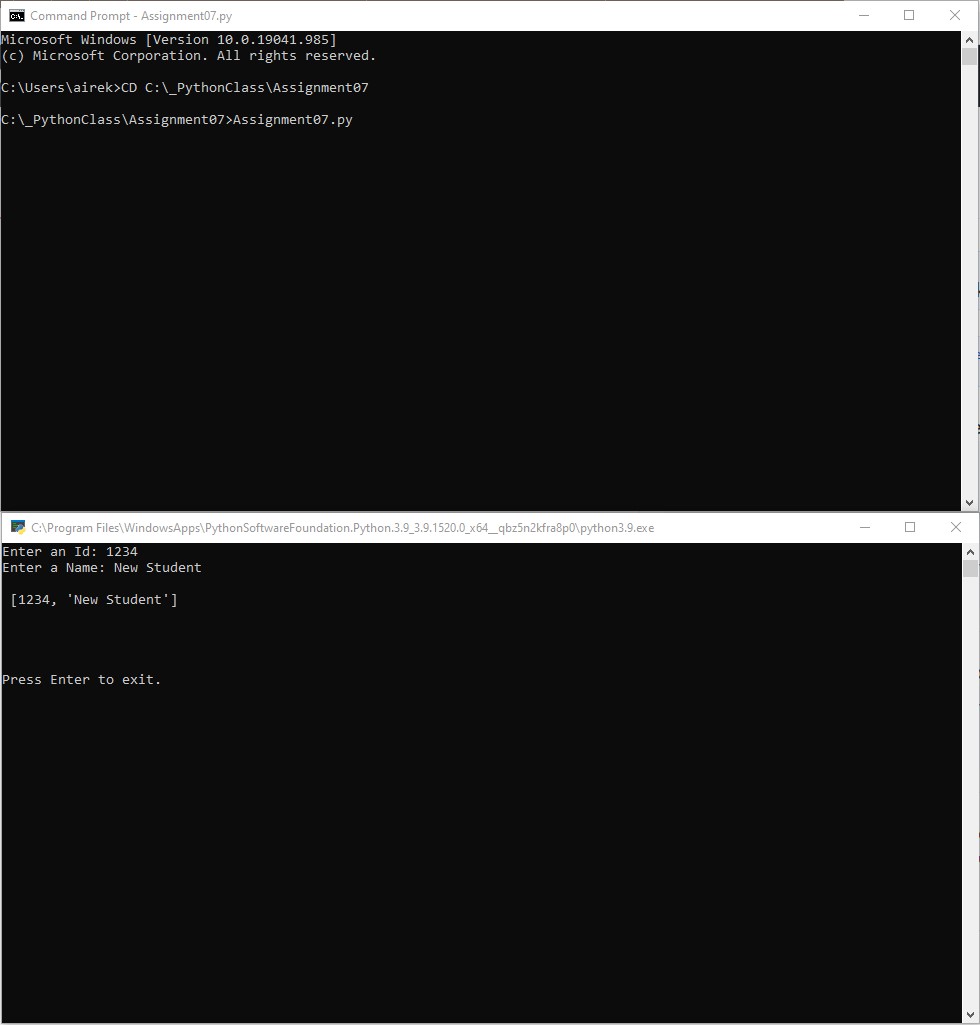 Command Prompt - Assignment07.py
Microsoft Windows [Version 10.0.19041.985]
(c) Microsoft Corporation. All rights reserved.
C:\Users\airek>CD C:\_PythonClass\Assignment07
C:\_PythonClass\Assignment07>Assignment07.py
C:\Program Files\WindowsApps\PythonSoftwareFoundation.Python.3.9_3.9.1520.0_x64__qbz5n2kfra8p0\python3.9.exe
Enter an Id: 1234
Enter a Name: New Student
[1234, 'New Student']
Press Enter to exit.